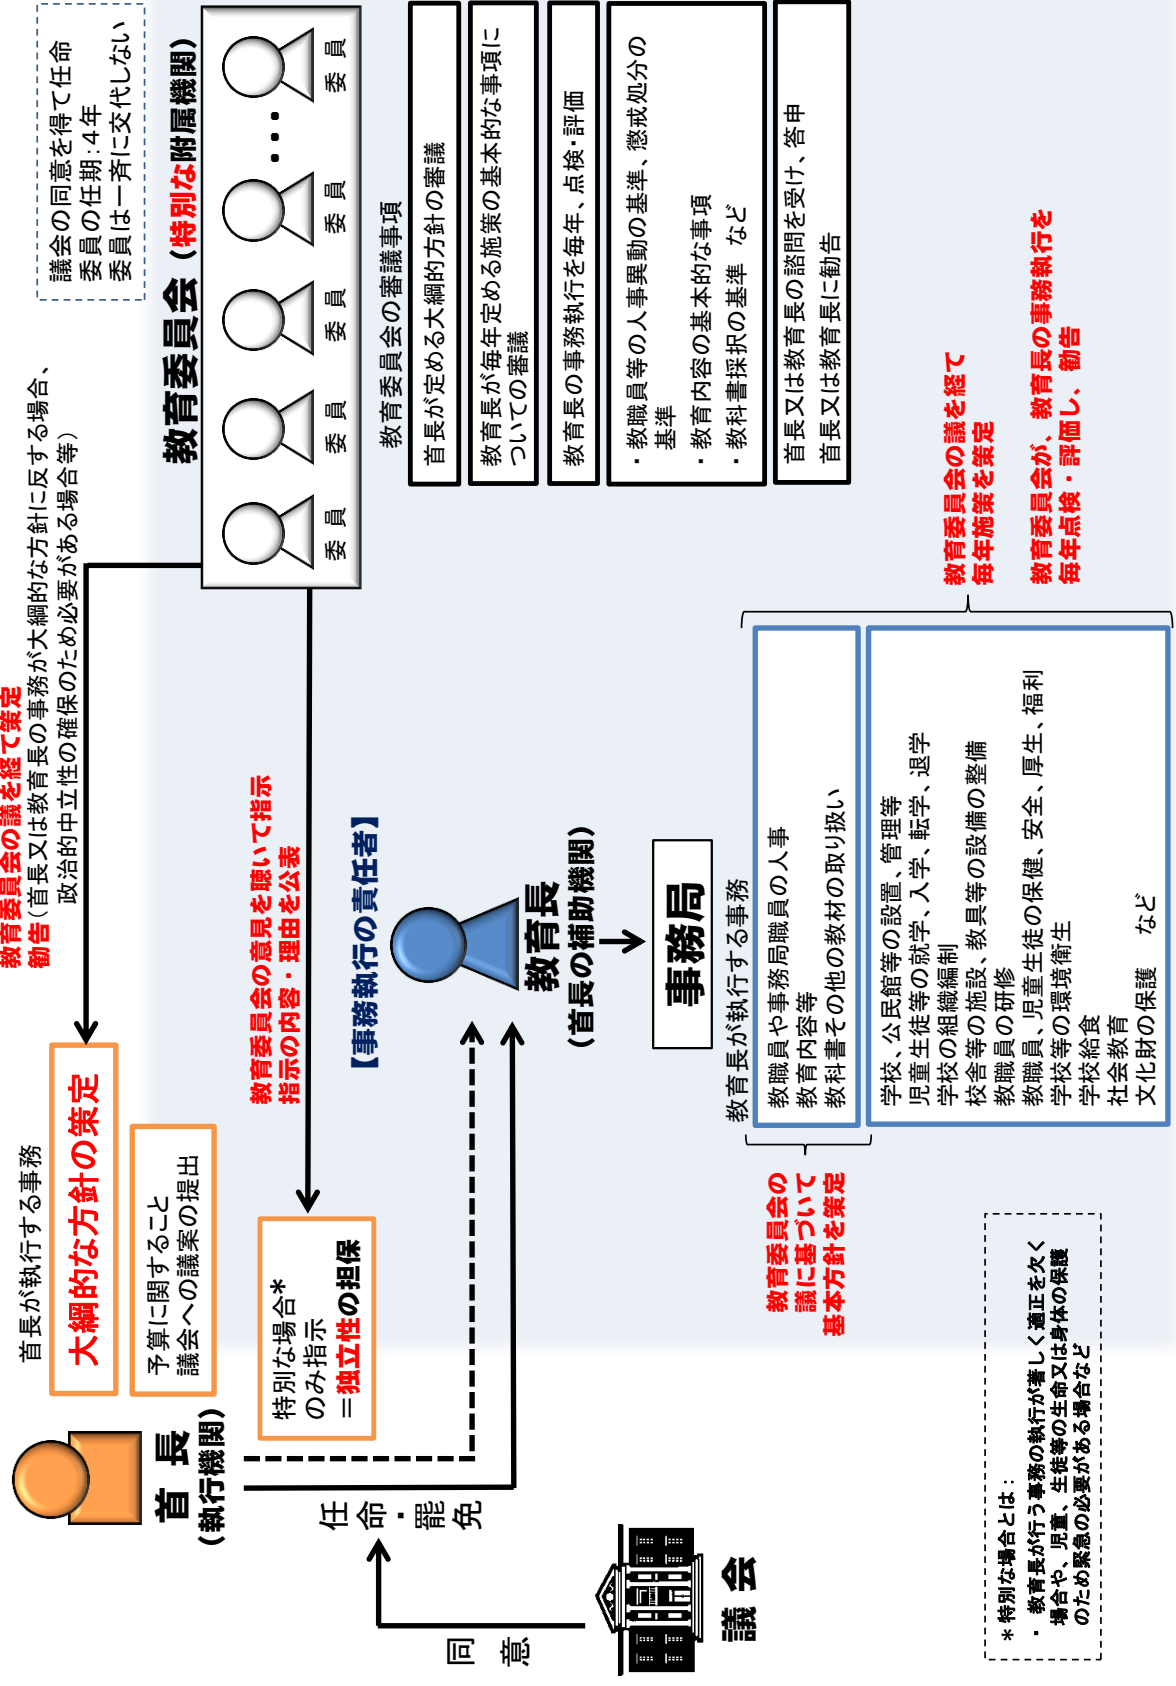 首長が執行する事務
大綱的な方針の策定
予算に関すること
議会への議案の提出
教育委員会の議を経て策定
勧告（首長又は教育長の事務が大綱的な方針に反する場合、
政治的中立性の確保のため必要がある場合等）
議会の同意を得て任命
委員の任期：４年
委員は一斉に交代しない
首 長
（執行機関）
特別な場合＊
のみ指示
＝独立性の担保
教育委員会の意見を聴いて指示
指示の内容・理由を公表
教育委員会（特別な附属機関）
委員
委員
委員
委員
・・・・
委員
任命・罷免
同 意
議 会
【事務執行の責任者】
教育長
（首長の補助機関）
事務局
教育委員会の審議事項
首長が定める大綱的方針の審議
教育長が毎年定める施策の基本的な事項に
ついての審議
教育長の事務執行を毎年、点検・評価
・教職員等の人事異動の基準、懲戒処分の
基準
・教育内容の基本的な事項
・教科書採択の基準 など
首長又は教育長の諮問を受け、答申
首長又は教育長に勧告
教育長が執行する事務
教職員や事務局職員の人事
教育内容等
教科書その他の教材の取り扱い
学校、公民館等の設置、管理等
児童生徒等の就学、入学、転学、退学
学校の組織編制
校舎等の施設、教具等の設備の整備
教職員の研修
教職員、児童生徒の保健、安全、厚生、福利
学校等の環境衛生
学校給食
社会教育
文化財の保護 など
教育委員会の
議に基づいて
基本方針を策定
教育委員会の議を経て
毎年施策を策定
教育委員会が、教育長の事務執行を
毎年点検・評価し、勧告
＊特別な場合とは：
・ 教育長が行う事務の執行が著しく適正を欠く
場合や、児童、生徒等の生命又は身体の保護
のため緊急の必要がある場合など